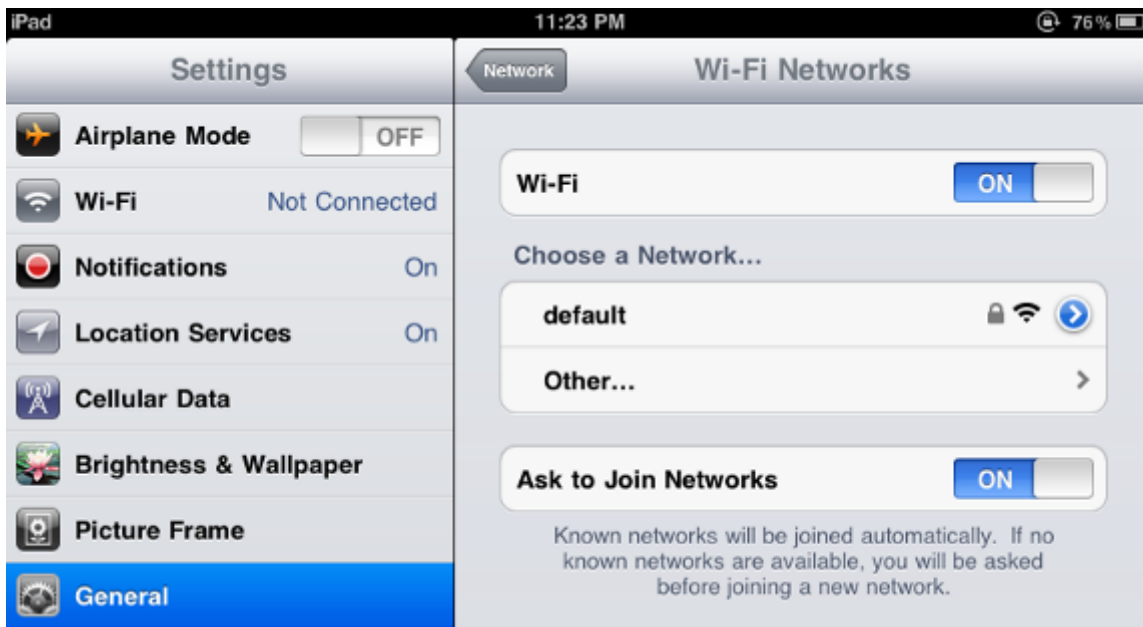 iPad 11:23 PM 76%
Settings
Airplane Mode OFF
Wi-Fi Not Connected
Notifications On
Location Services On
Cellular Data
Brightness & Wallpaper
Picture Frame
General
Network Wi-Fi Networks
Wi-Fi ON
Choose a Network...
default
Other...
Ask to Join Networks ON
Known networks will be joined automatically. If no
known networks are available, you will be asked
before joining a new network.